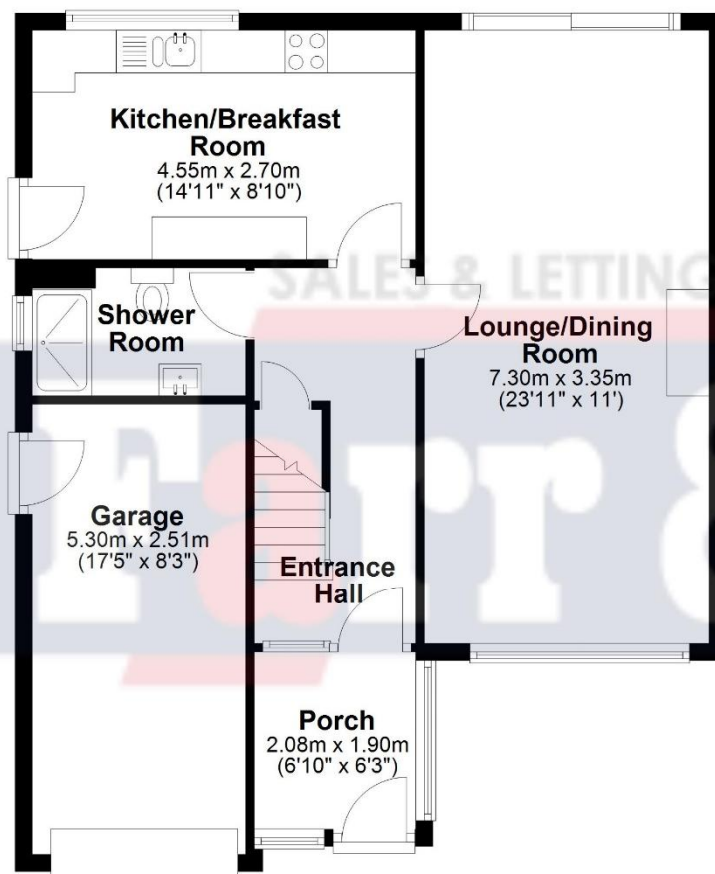 Kitchen/Breakfast
Room
4.55m x 2.70m
(14'11" x 8'10")
SALES & LETTING
Shower
Room
Lounge/Dining
Room
7.30m x 3.35m
(23'11" x 11')
Farr &
Garage
5.30m x 2.51m
(17'5" x 8'3")
Entrance
Hall
Porch
2.08m x 1.90m
(6'10" x 6'3")